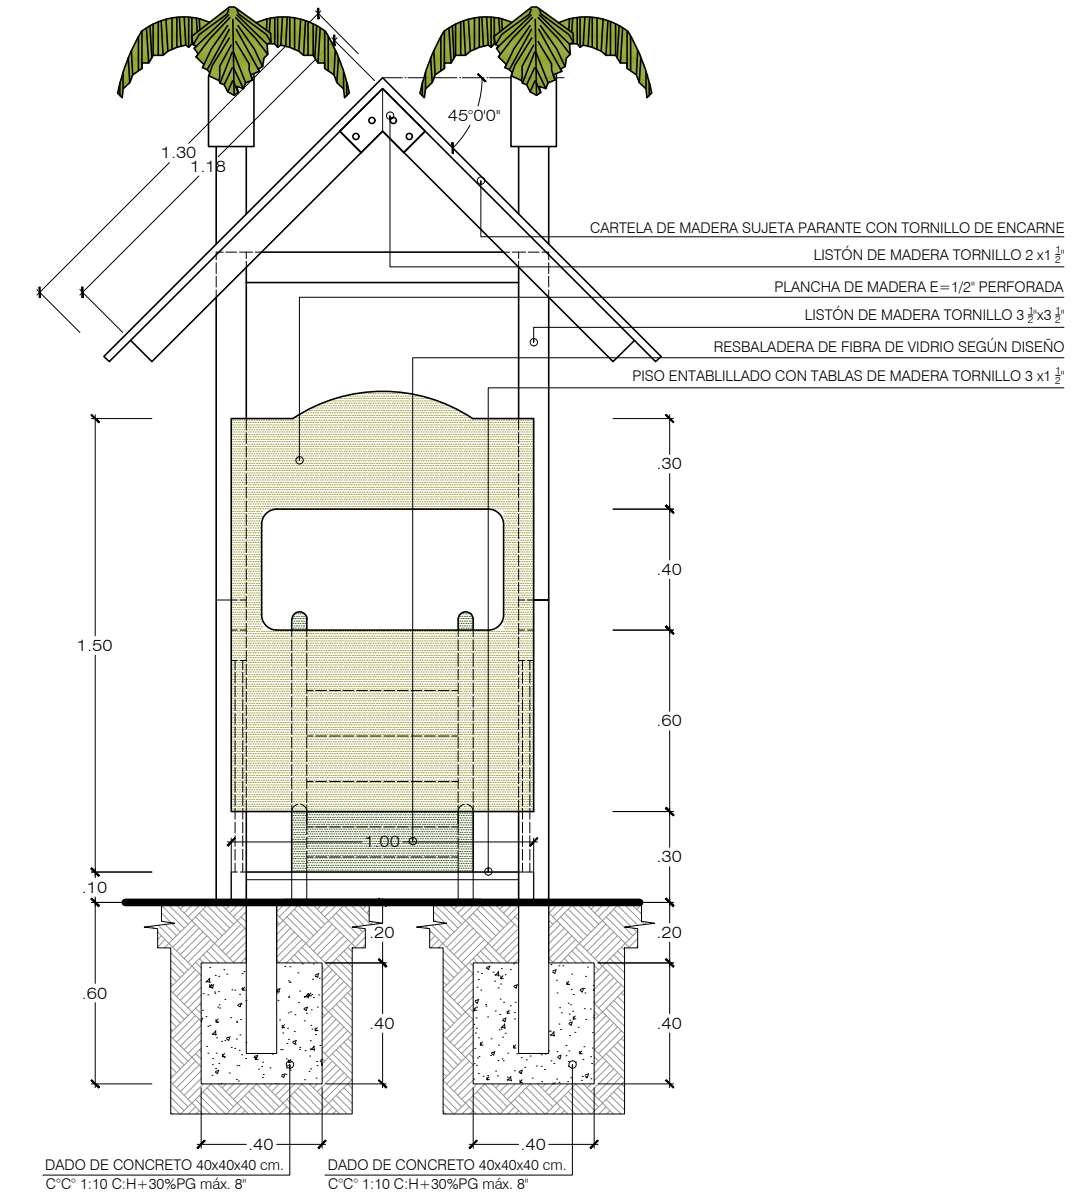 45°0'0"
1.30
1.18
CARTELA DE MADERA SUJETA PARANTE CON TORNILLO DE ENCARNE
LISTÓN DE MADERA TORNILLO 2 x1 1/2"
PLANCHA DE MADERA E=1/2" PERFORADA
LISTÓN DE MADERA TORNILLO 3 1/2"x3 1/2"
RESBALADERA DE FIBRA DE VIDRIO SEGÚN DISEÑO
PISO ENTABLILLADO CON TABLAS DE MADERA TORNILLO 3 x1 1/2"
.30
.40
1.50
.60
1.00
.30
.10
.20
.20
.60
.40
.40
.40
.40
DADO DE CONCRETO 40x40x40 cm.
C°C° 1:10 C:H+30%PG máx. 8"
DADO DE CONCRETO 40x40x40 cm.
C°C° 1:10 C:H+30%PG máx. 8"